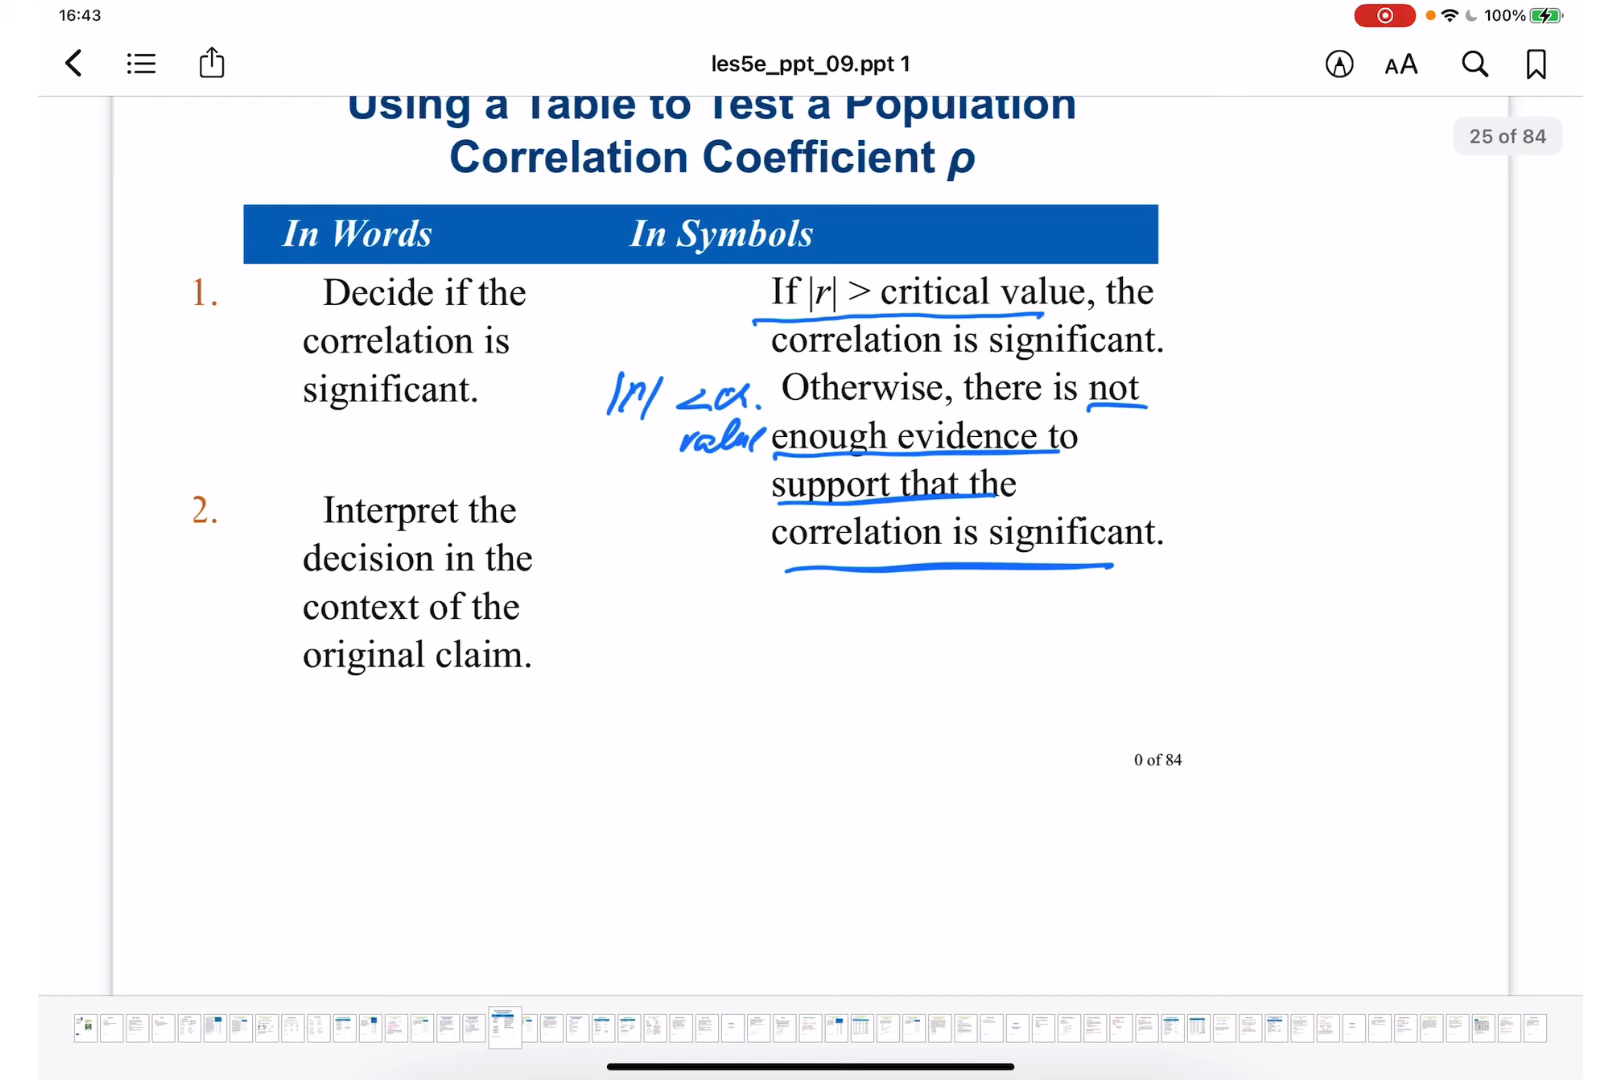 16:43
100%
les5e_ppt_09.ppt 1
AA
25 of 84
Using a Table to Test a Population
Correlation Coefficient ρ
In Words In Symbols
1. Decide if the
correlation is
significant.
If |r| > critical value, the
correlation is significant.
Otherwise, there is not
enough evidence to
support that the
correlation is significant.
|r| <
value
2. Interpret the
decision in the
context of the
original claim.
0 of 84